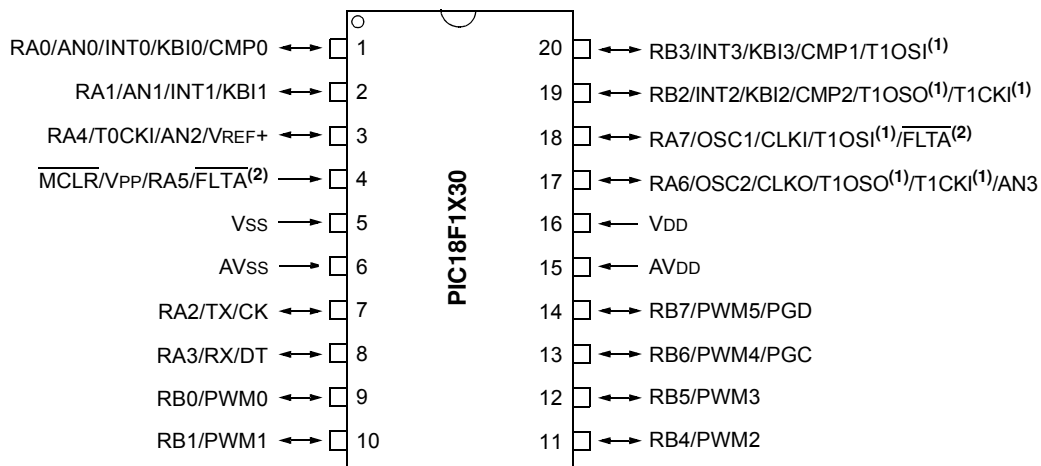 RA0/AN0/INT0/KBI0/CMP0 1
RA1/AN1/INT1/KBI1 2
RA4/T0CKI/AN2/VREF+ 3
MCLR/VPP/RA5/FLTA(2) 4
VSS 5
AVSS 6
RA2/TX/CK 7
RA3/RX/DT 8
RB0/PWM0 9
RB1/PWM1 10
PIC18F1X30
20 RB3/INT3/KBI3/CMP1/T1OSI(1)
19 RB2/INT2/KBI2/CMP2/T1OSO(1)/T1CKI(1)
18 RA7/OSC1/CLKI/T1OSI(1)/FLTA(2)
17 RA6/OSC2/CLKO/T1OSO(1)/T1CKI(1)/AN3
16 VDD
15 AVDD
14 RB7/PWM5/PGD
13 RB6/PWM4/PGC
12 RB5/PWM3
11 RB4/PWM2